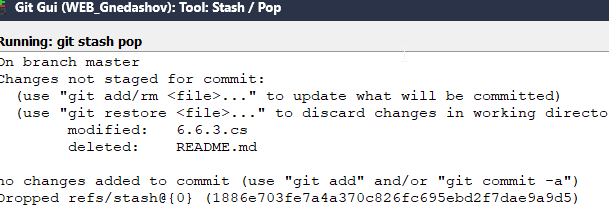 Git Gui (WEB_Gnedashov): Tool: Stash / Pop
Running: git stash pop
On branch master
Changes not staged for commit:
(use "git add/rm <file>..." to update what will be committed)
(use "git restore <file>..." to discard changes in working directo
modified: 6.6.3.cs
deleted: README.md
no changes added to commit (use "git add" and/or "git commit -a")
Dropped refs/stash@{0} (1886e703fe7a4a370c826fc695ebd2f7dae9a9d5)